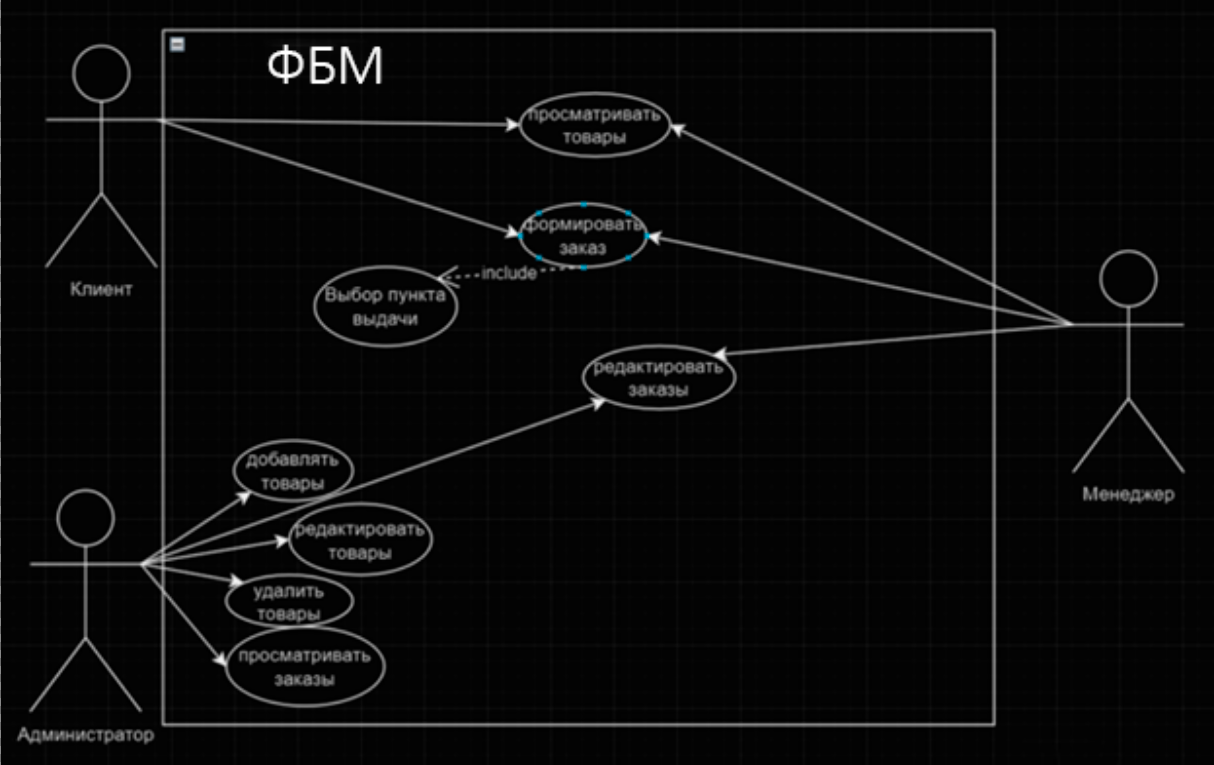 ФБМ
просматривать
товары
формировать
заказ
include
Выбор пункта
выдачи
Клиент
редактировать
заказы
Менеджер
добавлять
товары
редактировать
товары
удалить
товары
просматривать
заказы
Администратор